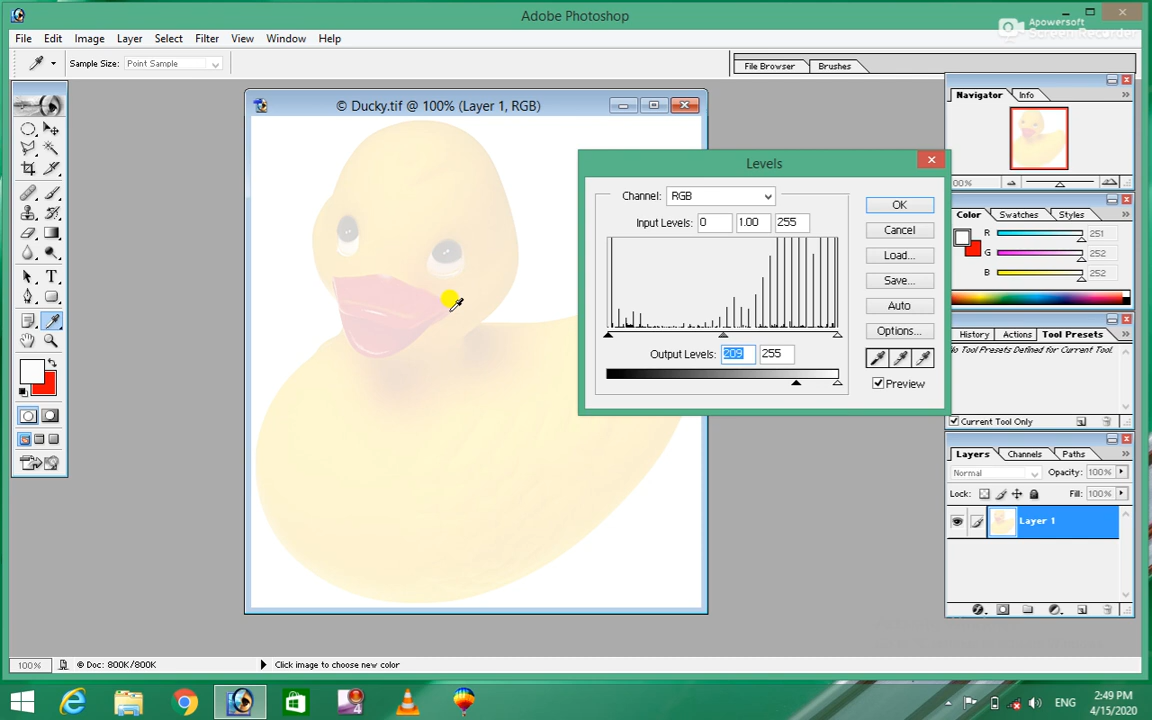 Adobe Photoshop
Apowersoft
Screen Recorder
File Edit Image Layer Select Filter View Window Help
Sample Size: Point Sample
File Browser Brushes
© Ducky.tif @ 100% (Layer 1, RGB)
Navigator Info
00%
Levels
Channel: RGB
Input Levels: 0 1.00 255
Output Levels: 209 255
OK
Cancel
Load...
Save...
Auto
Options...
Preview
Color Swatches Styles
R 251
G 252
B 252
History Actions Tool Presets
No Tool Presets Defined for Current Tool.
Current Tool Only
Layers Channels Paths
Normal Opacity: 100%
Lock: Fill: 100%
Layer 1
100% © Doc: 800K/800K Click image to choose new color
ENG
2:49 PM
4/15/2020